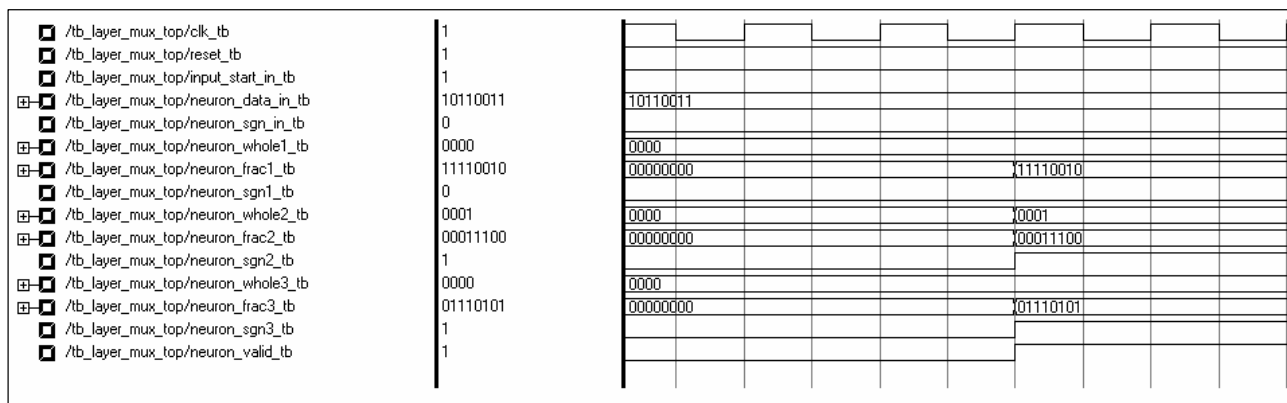 /tb_layer_mux_top/clk_tb 1
/tb_layer_mux_top/reset_tb 1
/tb_layer_mux_top/input_start_in_tb 1
/tb_layer_mux_top/neuron_data_in_tb 10110011 10110011
/tb_layer_mux_top/neuron_sgn_in_tb 0
/tb_layer_mux_top/neuron_whole1_tb 0000 0000
/tb_layer_mux_top/neuron_frac1_tb 11110010 00000000 11110010
/tb_layer_mux_top/neuron_sgn1_tb 0
/tb_layer_mux_top/neuron_whole2_tb 0001 0000 0001
/tb_layer_mux_top/neuron_frac2_tb 00011100 00000000 00011100
/tb_layer_mux_top/neuron_sgn2_tb 1
/tb_layer_mux_top/neuron_whole3_tb 0000 0000
/tb_layer_mux_top/neuron_frac3_tb 01110101 00000000 01110101
/tb_layer_mux_top/neuron_sgn3_tb 1
/tb_layer_mux_top/neuron_valid_tb 1